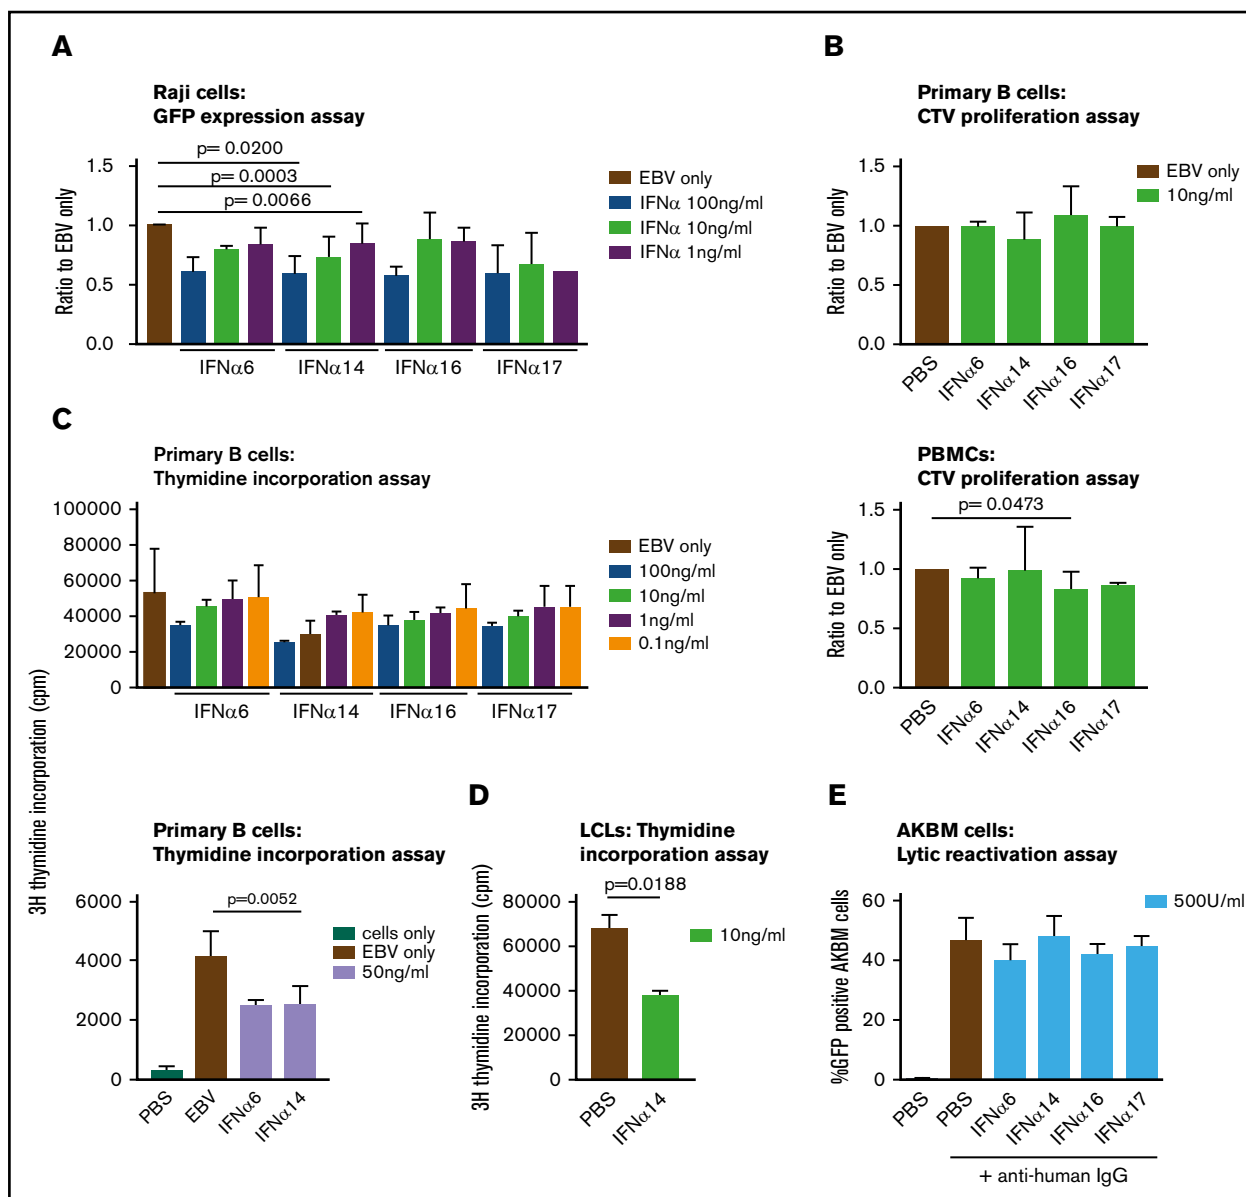 A
Raji cells:
GFP expression assay
p= 0.0200
p= 0.0003
p= 0.0066
Ratio to EBV only
1.5
1.0
0.5
0.0
IFNα6
IFNα14
IFNα16
IFNα17
EBV only
IFNα 100ng/ml
IFNα 10ng/ml
IFNα 1ng/ml
B
Primary B cells:
CTV proliferation assay
Ratio to EBV only
1.5
1.0
0.5
0.0
PBS
IFNα6
IFNα14
IFNα16
IFNα17
EBV only
10ng/ml
PBMCs:
CTV proliferation assay
p= 0.0473
Ratio to EBV only
1.5
1.0
0.5
0.0
PBS
IFNα6
IFNα14
IFNα16
IFNα17
C
Primary B cells:
Thymidine incorporation assay
3H thymidine incorporation (cpm)
100000
80000
60000
40000
20000
0
IFNα6
IFNα14
IFNα16
IFNα17
EBV only
100ng/ml
10ng/ml
1ng/ml
0.1ng/ml
Primary B cells:
Thymidine incorporation assay
p=0.0052
6000
4000
2000
0
PBS
EBV
IFNα6
IFNα14
cells only
EBV only
50ng/ml
D
LCLs: Thymidine
incorporation assay
p=0.0188
3H thymidine incorporation (cpm)
80000
60000
40000
20000
0
PBS
IFNα14
10ng/ml
E
AKBM cells:
Lytic reactivation assay
%GFP positive AKBM cells
60
40
20
0
PBS
PBS
IFNα6
IFNα14
IFNα16
IFNα17
+ anti-human IgG
500U/ml